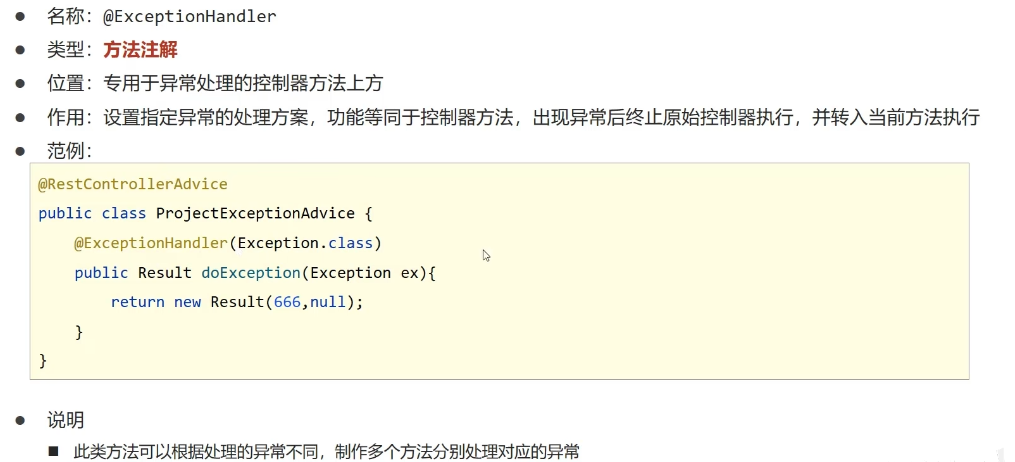 ● 名称：@ExceptionHandler
● 类型：方法注解
● 位置：专用于异常处理的控制器方法上方
● 作用：设置指定异常的处理方案，功能等同于控制器方法，出现异常后终止原始控制器执行，并转入当前方法执行
● 范例：
@RestControllerAdvice
public class ProjectExceptionAdvice {
    @ExceptionHandler(Exception.class)
    public Result doException(Exception ex){
        return new Result(666,null);
    }
}
● 说明
■ 此类方法可以根据处理的异常不同，制作多个方法分别处理对应的异常